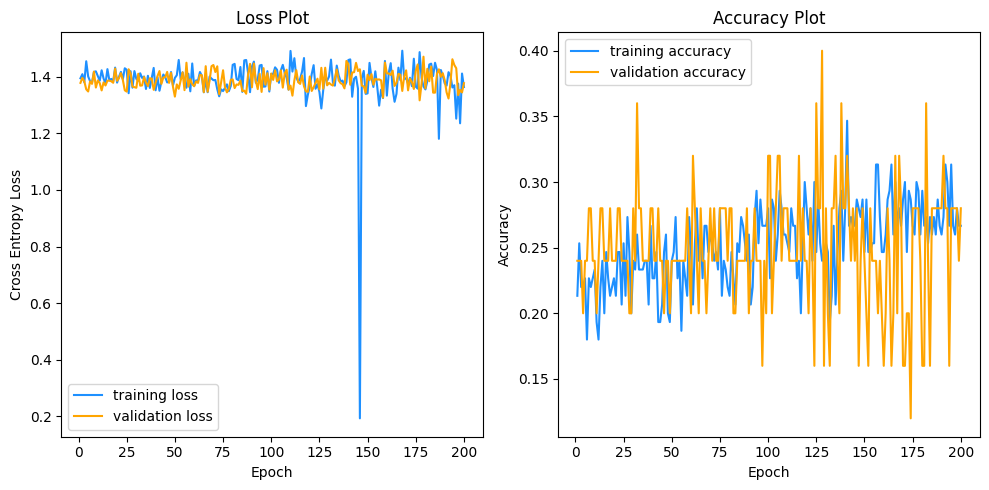 Loss Plot
Cross Entropy Loss
1.4
1.2
1.0
0.8
0.6
0.4
0.2
training loss
validation loss
0 25 50 75 100 125 150 175 200
Epoch
Accuracy Plot
Accuracy
0.40
0.35
0.30
0.25
0.20
0.15
training accuracy
validation accuracy
0 25 50 75 100 125 150 175 200
Epoch